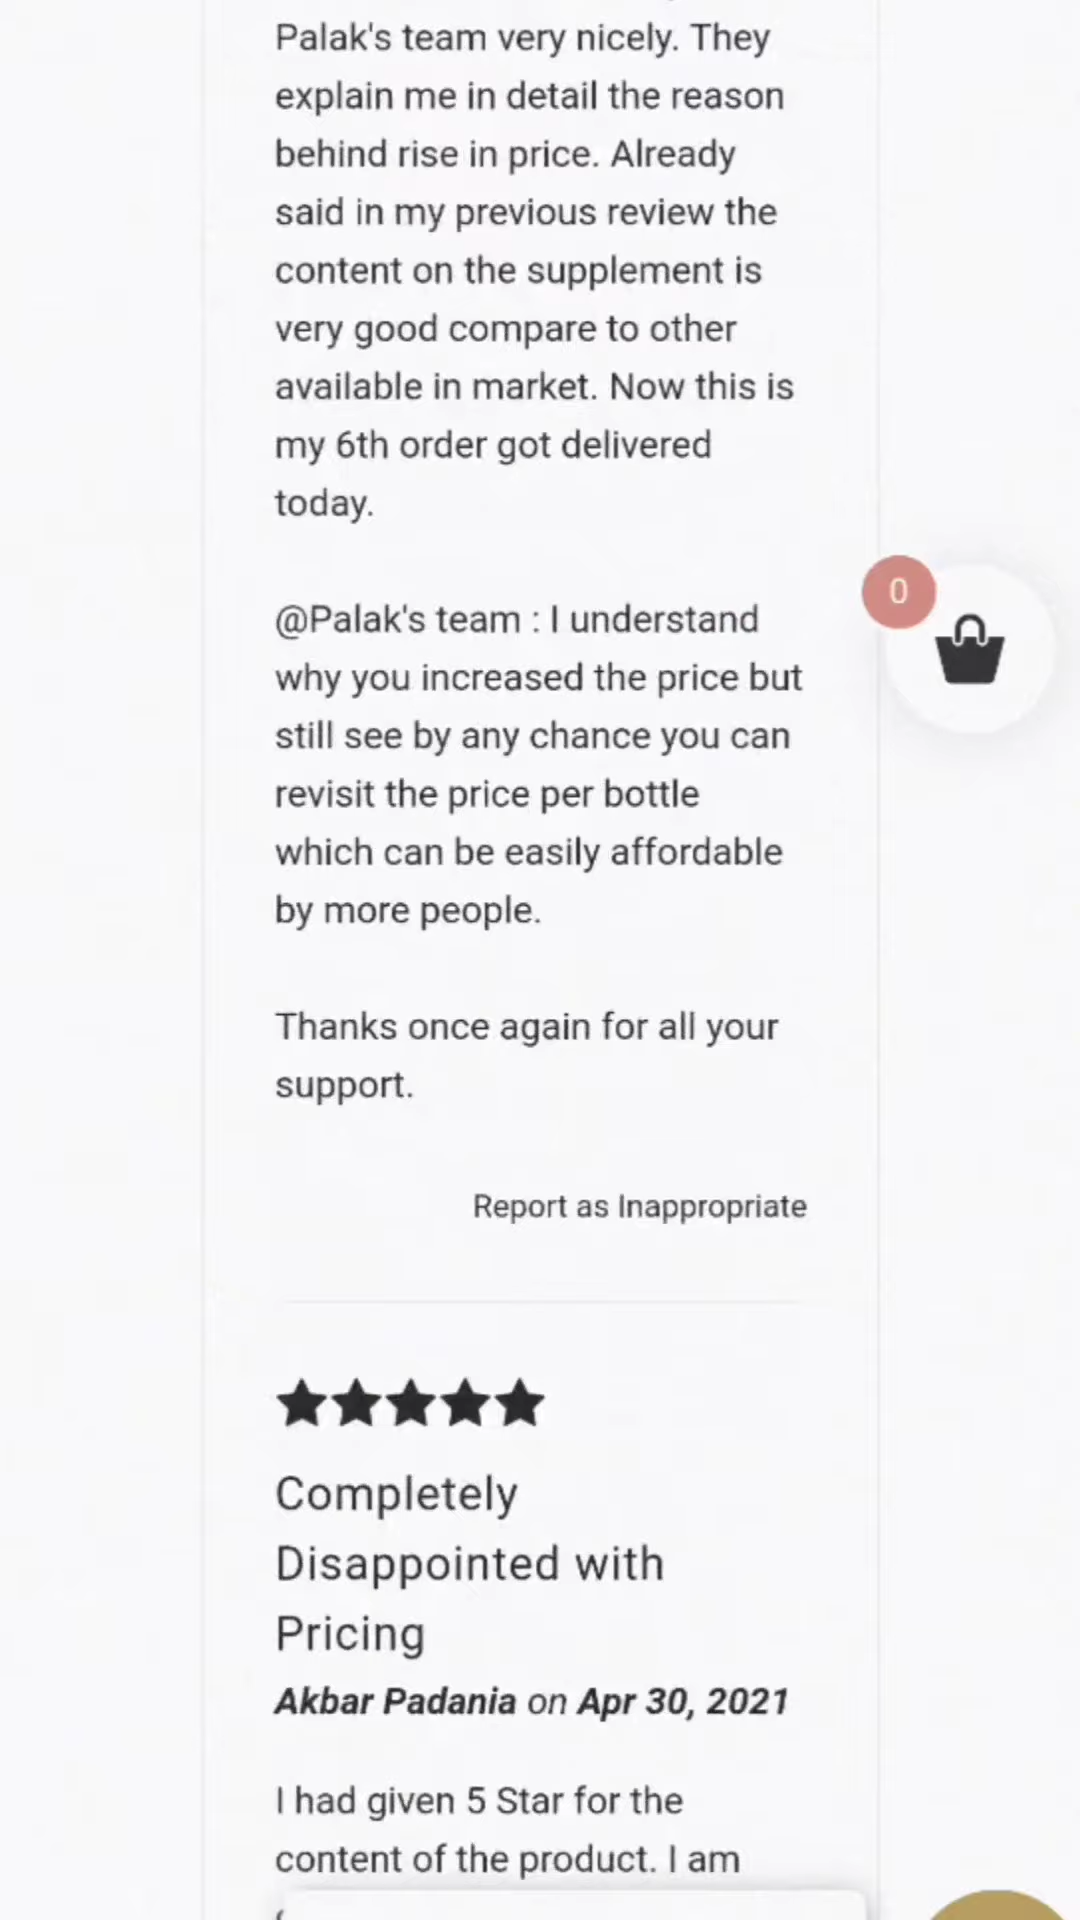 Palak's team very nicely. They
explain me in detail the reason
behind rise in price. Already
said in my previous review the
content on the supplement is
very good compare to other
available in market. Now this is
my 6th order got delivered
today.
0
@Palak's team : I understand
why you increased the price but
still see by any chance you can
revisit the price per bottle
which can be easily affordable
by more people.
Thanks once again for all your
support.
Report as Inappropriate
Completely
Disappointed with
Pricing
Akbar Padania on Apr 30, 2021
I had given 5 Star for the
content of the product. I am